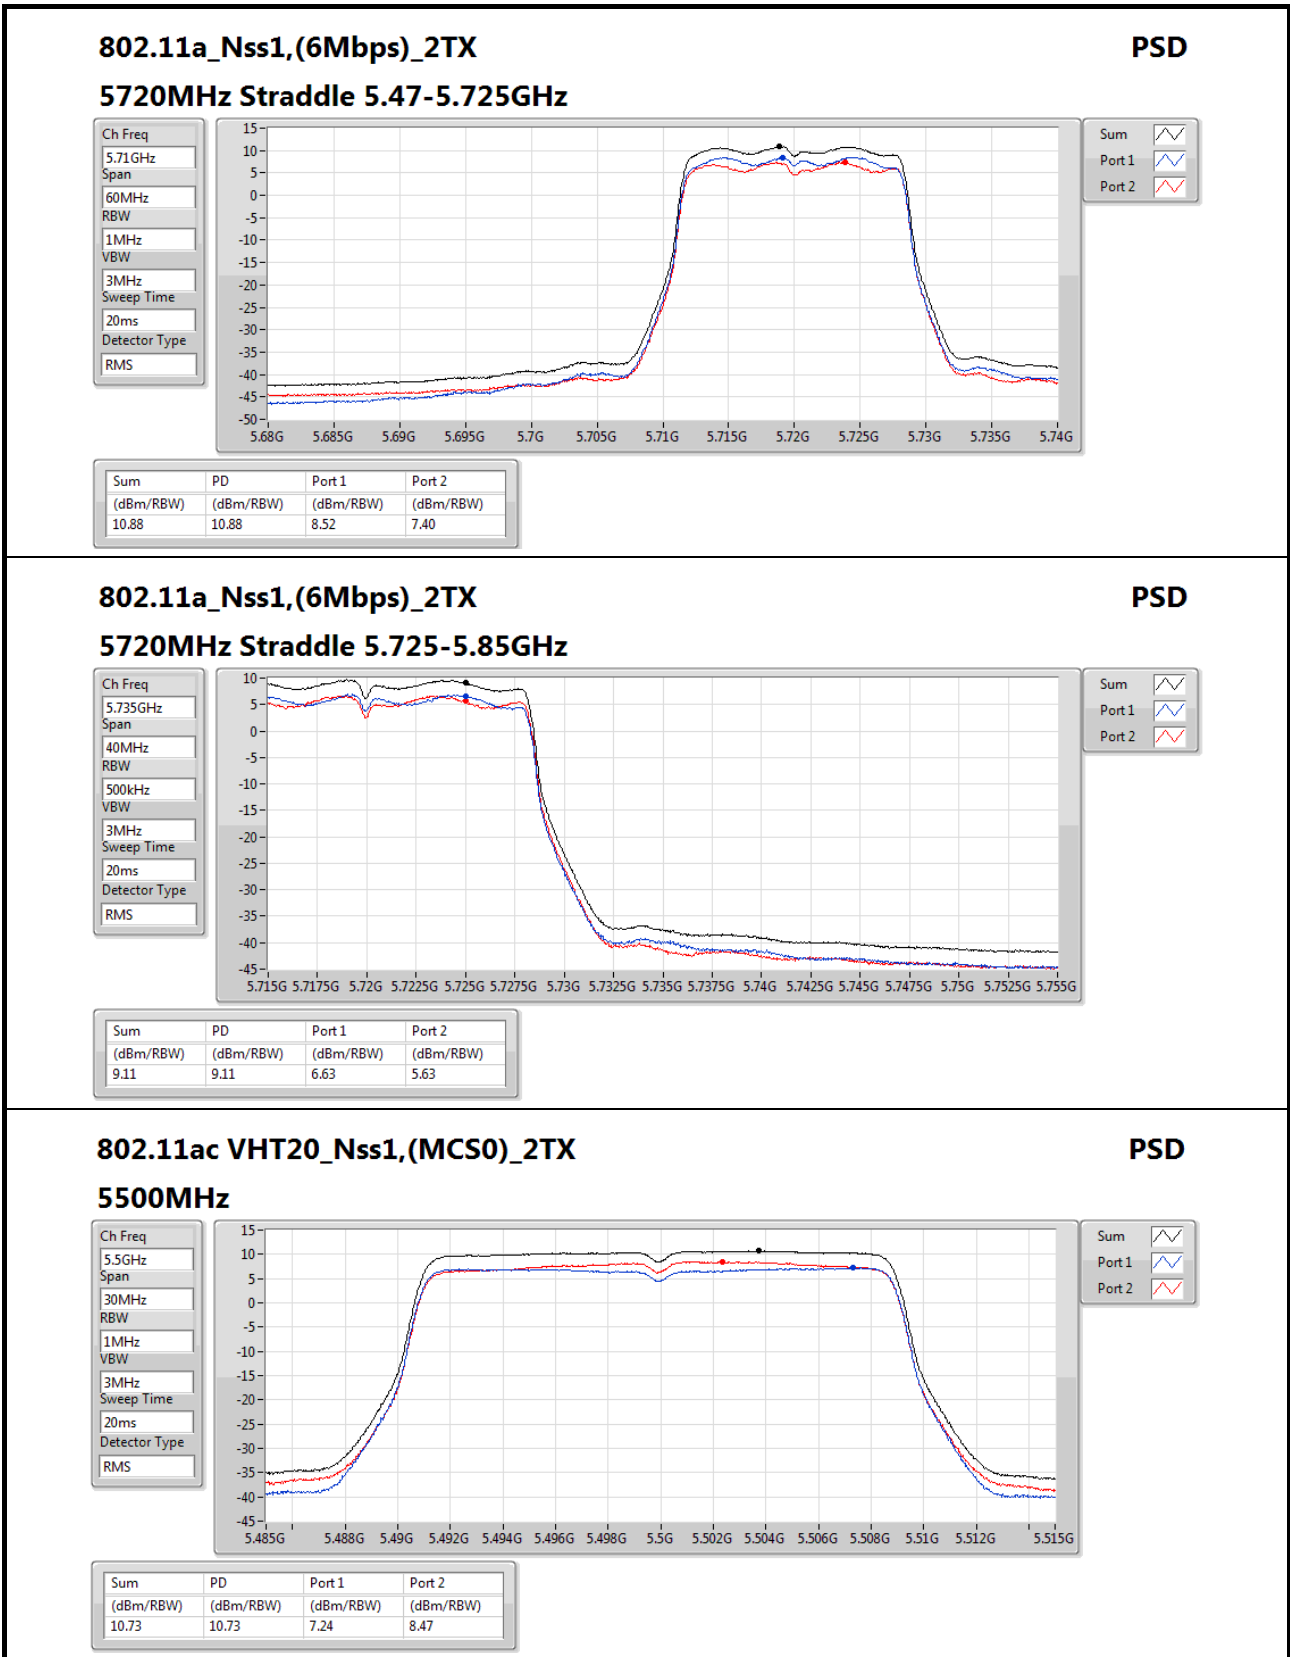 802.11a_Nss1,(6Mbps)_2TX PSD
5720MHz Straddle 5.47-5.725GHz
Ch Freq
5.71GHz
Span
60MHz
RBW
1MHz
VBW
3MHz
Sweep Time
20ms
Detector Type
RMS
15
10
5
0
-5
-10
-15
-20
-25
-30
-35
-40
-45
-50
5.68G 5.685G 5.69G 5.695G 5.7G 5.705G 5.71G 5.715G 5.72G 5.725G 5.73G 5.735G 5.74G
Sum
Port 1
Port 2
Sum PD Port 1 Port 2
(dBm/RBW) (dBm/RBW) (dBm/RBW) (dBm/RBW)
10.88 10.88 8.52 7.40
802.11a_Nss1,(6Mbps)_2TX PSD
5720MHz Straddle 5.725-5.85GHz
Ch Freq
5.735GHz
Span
40MHz
RBW
500kHz
VBW
3MHz
Sweep Time
20ms
Detector Type
RMS
10
5
0
-5
-10
-15
-20
-25
-30
-35
-40
-45
5.715G 5.7175G 5.72G 5.7225G 5.725G 5.7275G 5.73G 5.7325G 5.735G 5.7375G 5.74G 5.7425G 5.745G 5.7475G 5.75G 5.7525G 5.755G
Sum
Port 1
Port 2
Sum PD Port 1 Port 2
(dBm/RBW) (dBm/RBW) (dBm/RBW) (dBm/RBW)
9.11 9.11 6.63 5.63
802.11ac VHT20_Nss1,(MCS0)_2TX PSD
5500MHz
Ch Freq
5.5GHz
Span
30MHz
RBW
1MHz
VBW
3MHz
Sweep Time
20ms
Detector Type
RMS
15
10
5
0
-5
-10
-15
-20
-25
-30
-35
-40
-45
5.485G 5.488G 5.49G 5.492G 5.494G 5.496G 5.498G 5.5G 5.502G 5.504G 5.506G 5.508G 5.51G 5.512G 5.515G
Sum
Port 1
Port 2
Sum PD Port 1 Port 2
(dBm/RBW) (dBm/RBW) (dBm/RBW) (dBm/RBW)
10.73 10.73 7.24 8.47